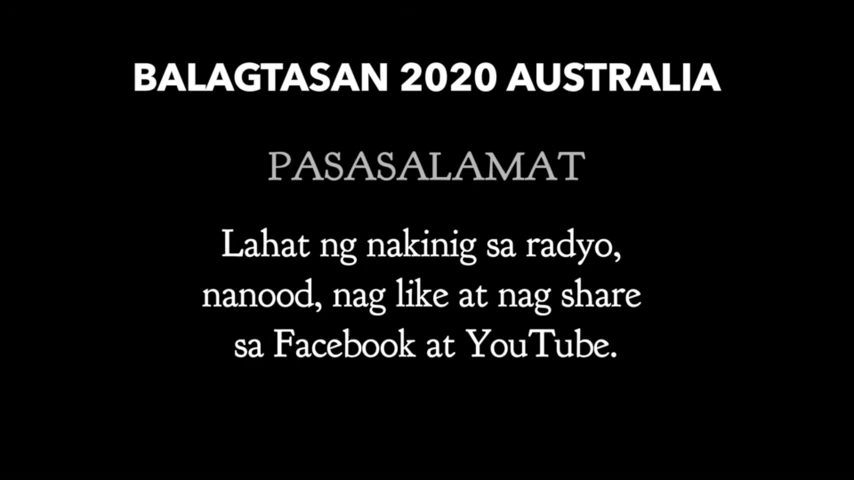 BALAGTASAN 2020 AUSTRALIA
PASASALAMAT
Lahat ng nakinig sa radyo,
nanood, nag like at nag share
sa Facebook at YouTube.